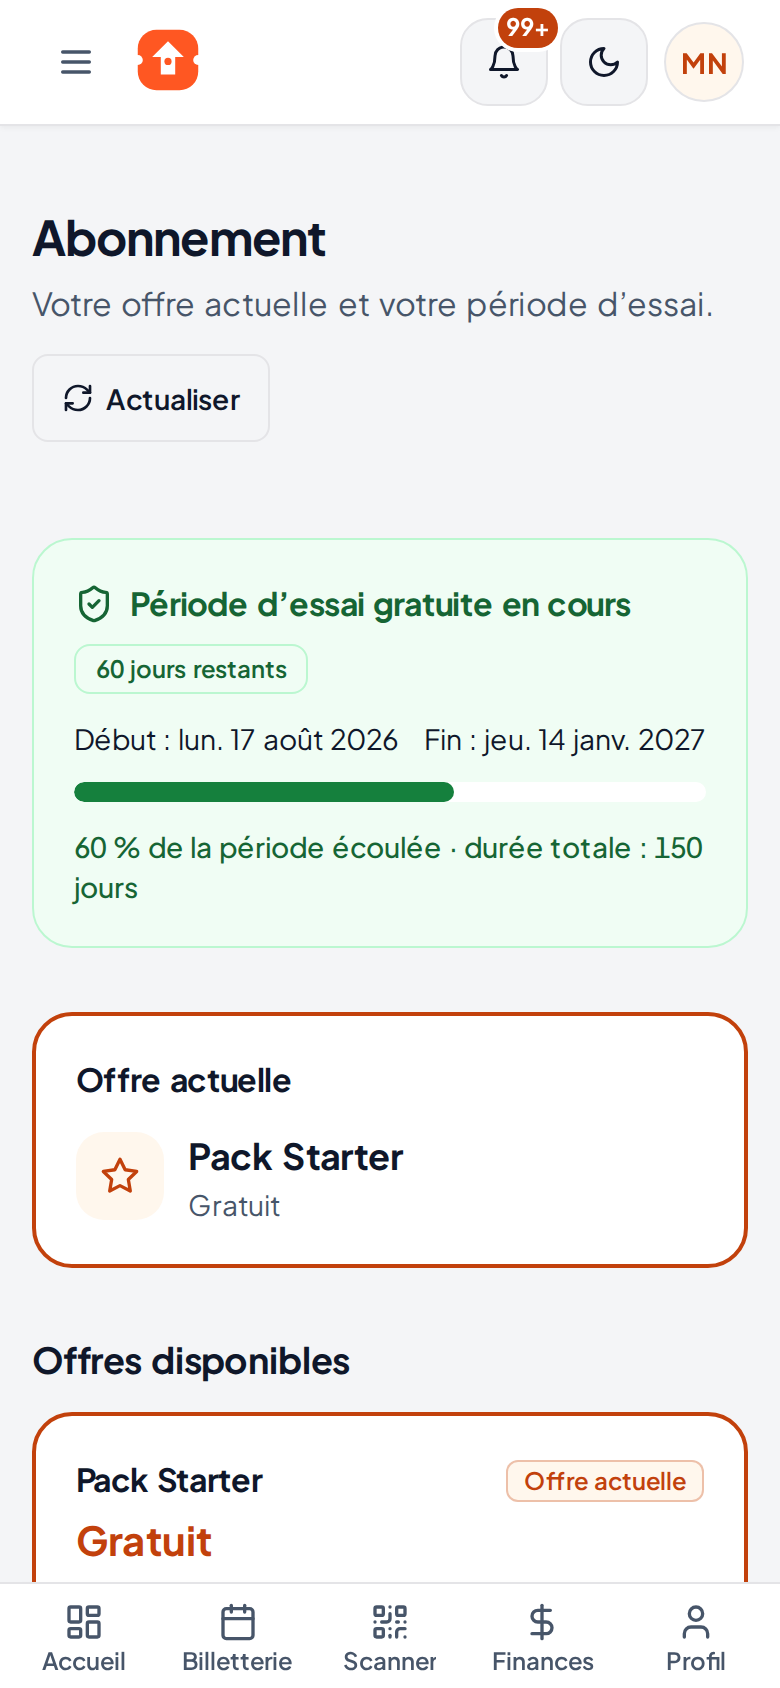 99+
MN
Abonnement
Votre offre actuelle et votre période d’essai.
Actualiser
Période d’essai gratuite en cours
60 jours restants
Début : lun. 17 août 2026 Fin : jeu. 14 janv. 2027
60 % de la période écoulée · durée totale : 150
jours
Offre actuelle
Pack Starter
Gratuit
Offres disponibles
Pack Starter Offre actuelle
Gratuit
Accueil Billetterie Scanner Finances Profil